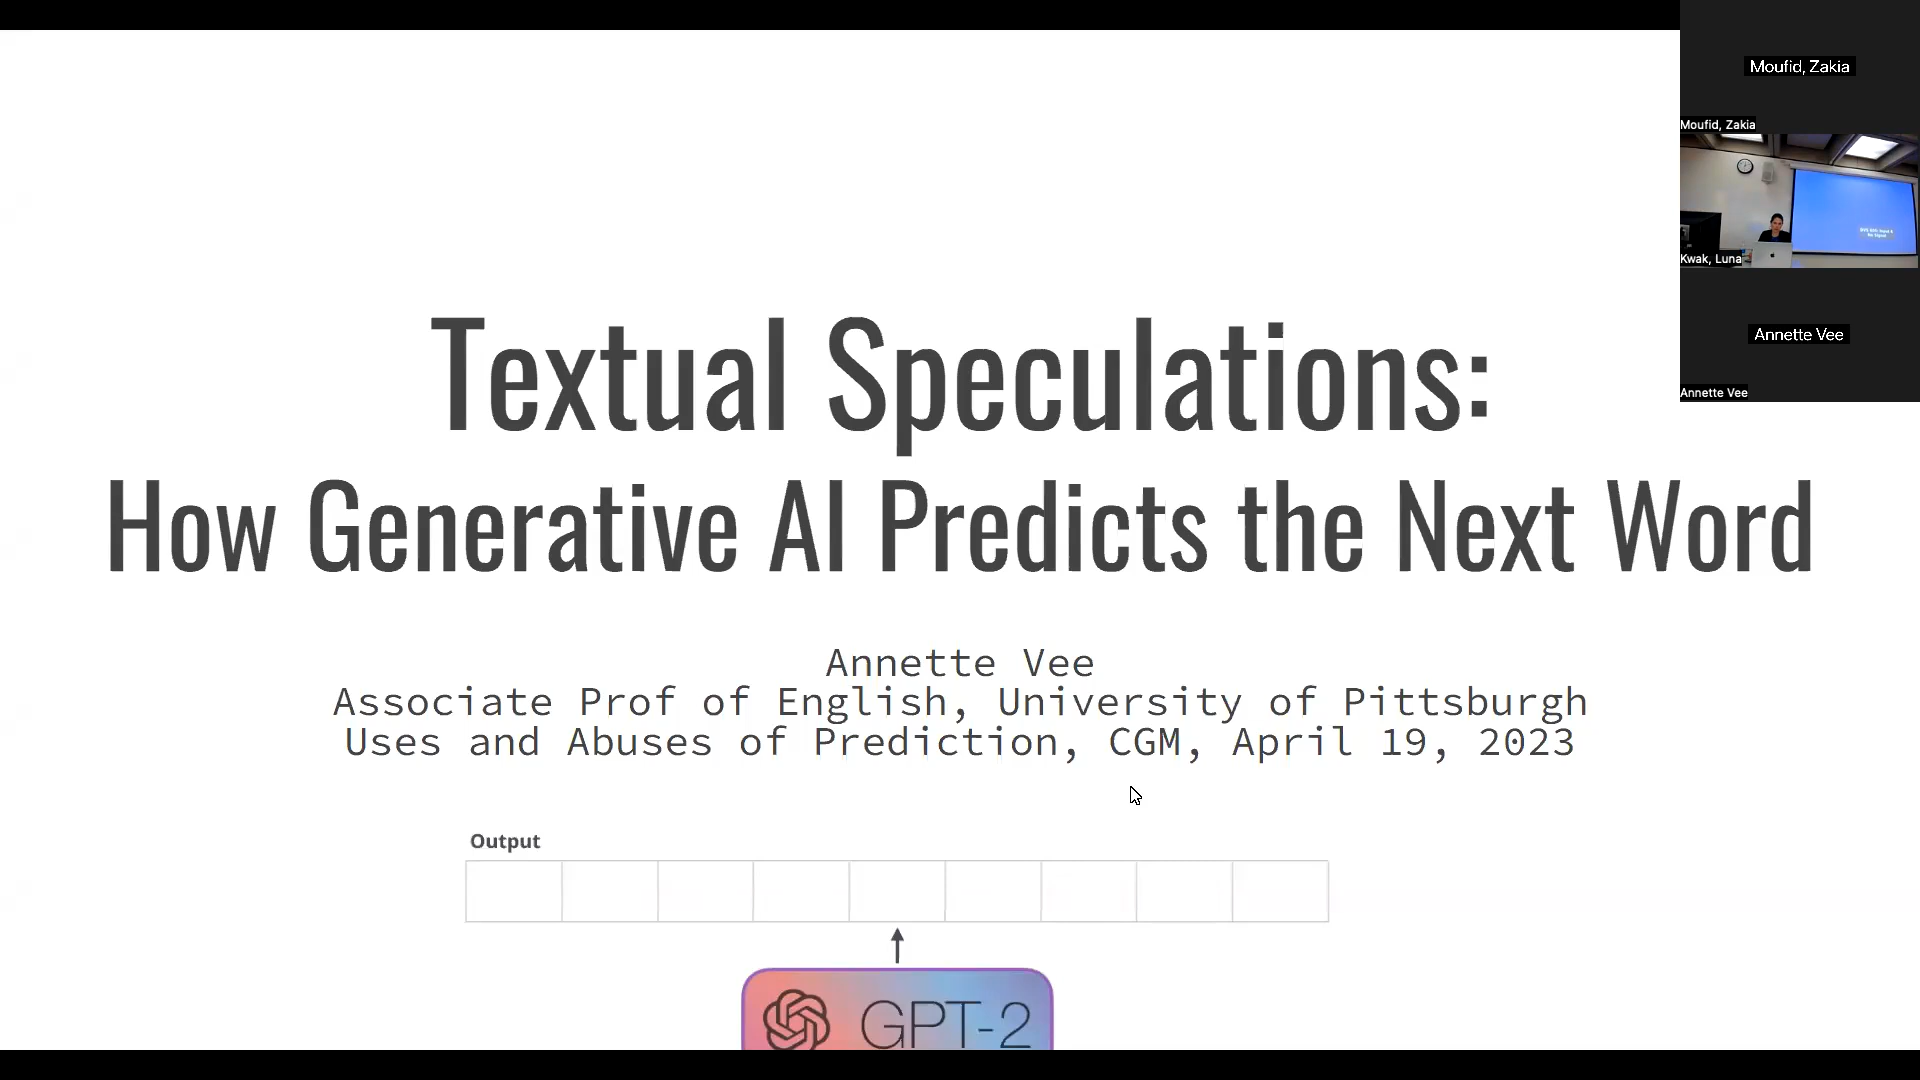 Textual Speculations:
How Generative AI Predicts the Next Word
Annette Vee
Associate Prof of English, University of Pittsburgh
Uses and Abuses of Prediction, CGM, April 19, 2023
Output
GPT-2
Moufid, Zakia
Moufid, Zakia
Kwak, Luna
Annette Vee
Annette Vee